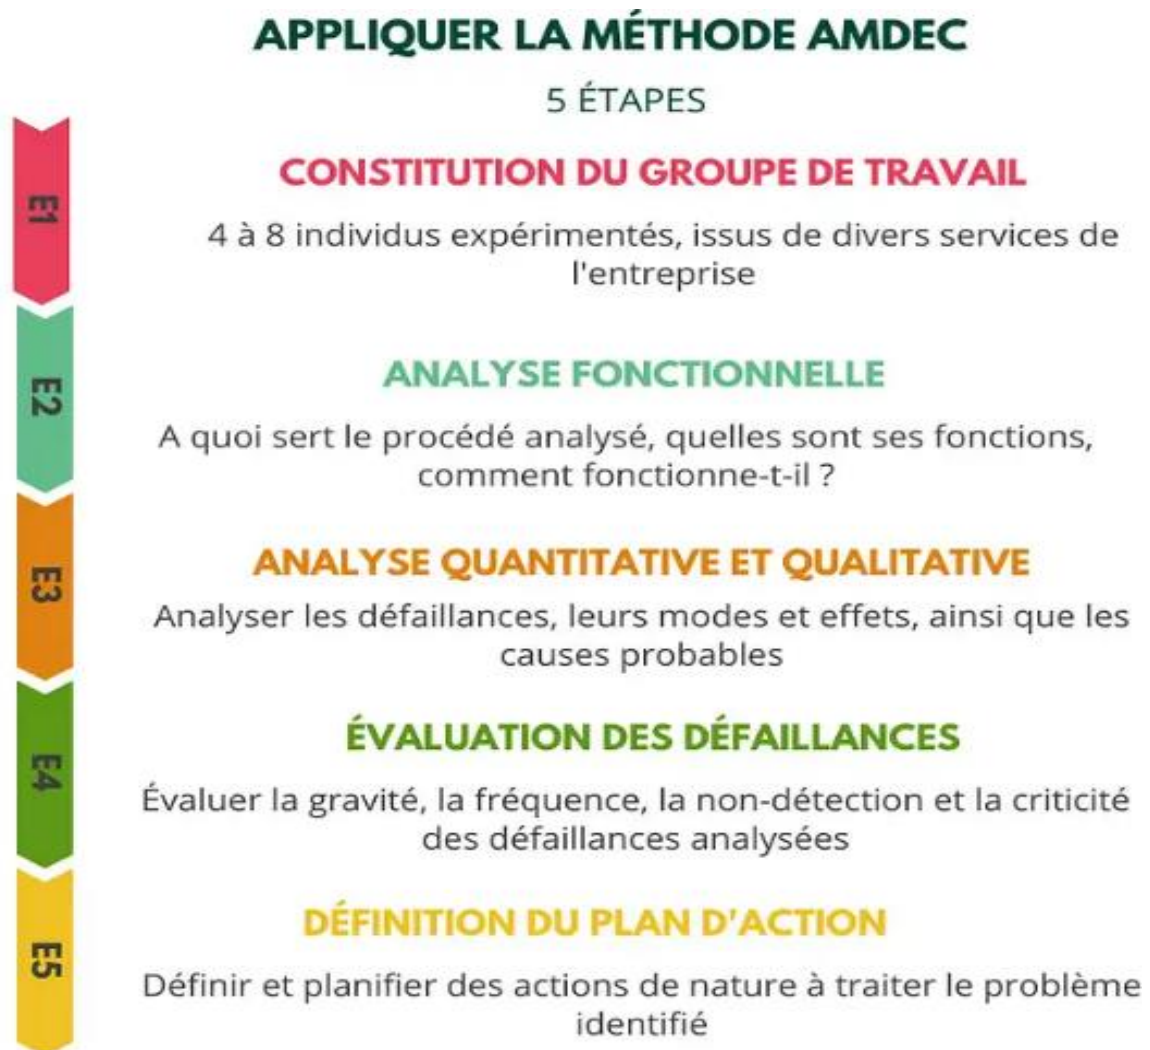 APPLIQUER LA MÉTHODE AMDEC
5 ÉTAPES
E1
CONSTITUTION DU GROUPE DE TRAVAIL
4 à 8 individus expérimentés, issus de divers services de
l'entreprise
E2
ANALYSE FONCTIONNELLE
A quoi sert le procédé analysé, quelles sont ses fonctions,
comment fonctionne-t-il ?
E3
ANALYSE QUANTITATIVE ET QUALITATIVE
Analyser les défaillances, leurs modes et effets, ainsi que les
causes probables
E4
ÉVALUATION DES DÉFAILLANCES
Évaluer la gravité, la fréquence, la non-détection et la criticité
des défaillances analysées
E5
DÉFINITION DU PLAN D'ACTION
Définir et planifier des actions de nature à traiter le problème
identifié